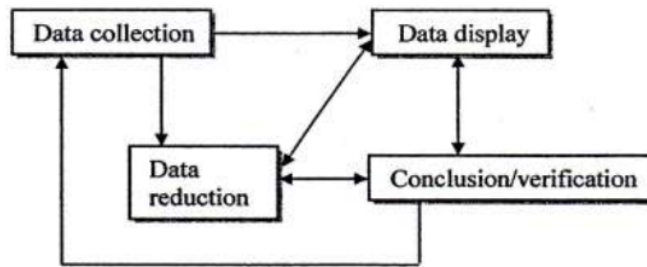 Data collection
Data display
Data
reduction
Conclusion/verification